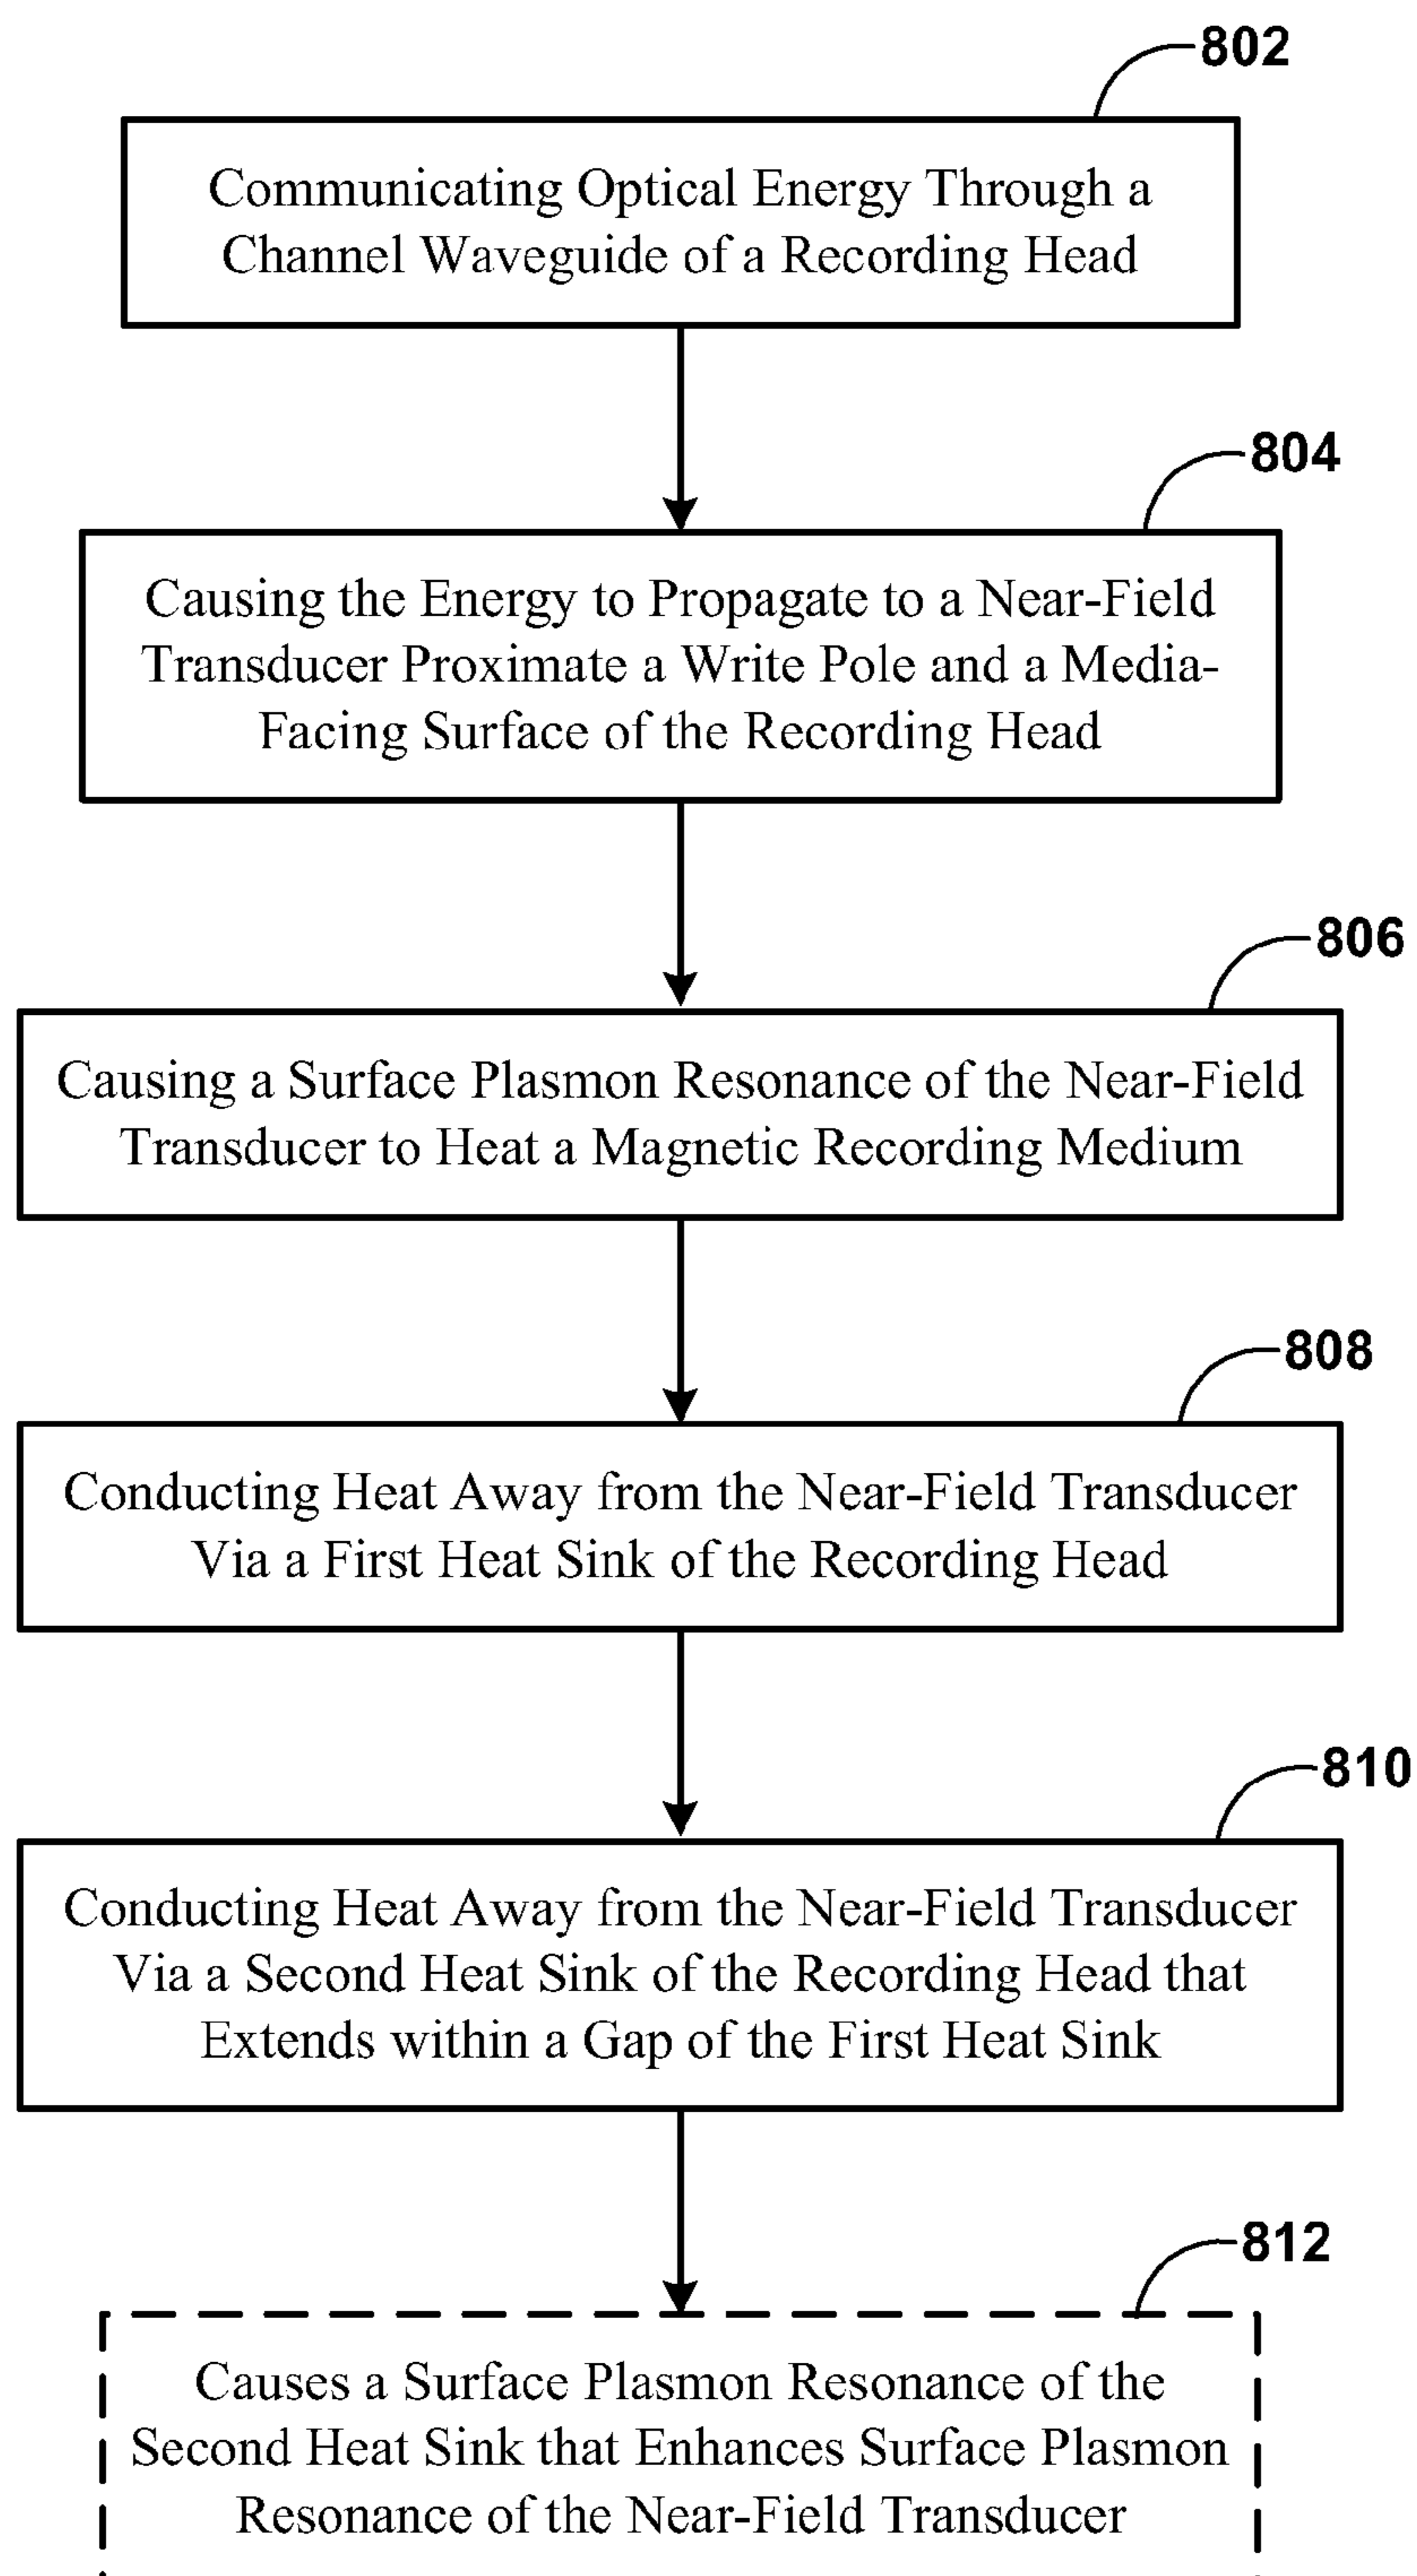 802
Communicating Optical Energy Through a
Channel Waveguide of a Recording Head
804
Causing the Energy to Propagate to a Near-Field
Transducer Proximate a Write Pole and a Media-
Facing Surface of the Recording Head
806
Causing a Surface Plasmon Resonance of the Near-Field
Transducer to Heat a Magnetic Recording Medium
808
Conducting Heat Away from the Near-Field Transducer
Via a First Heat Sink of the Recording Head
810
Conducting Heat Away from the Near-Field Transducer
Via a Second Heat Sink of the Recording Head that
Extends within a Gap of the First Heat Sink
812
Causes a Surface Plasmon Resonance of the
Second Heat Sink that Enhances Surface Plasmon
Resonance of the Near-Field Transducer